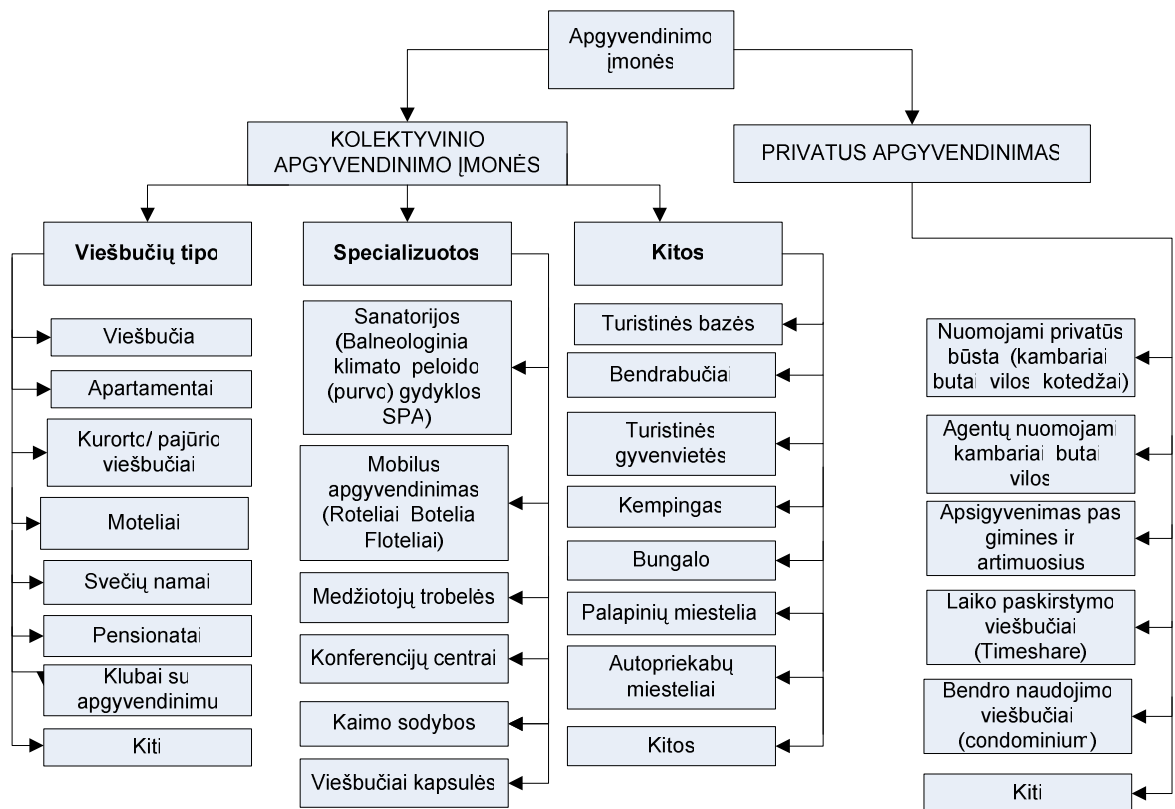 Apgyvendinimo
įmonės
KOLEKTYVINIO
APGYVENDINIMO ĮMONĖS
PRIVATUS APGYVENDINIMAS
Viešbučių tipo
Viešbučia
Apartamentai
Kurorto/ pajūrio
viešbučiai
Moteliai
Svečių namai
Pensionatai
Klubai su
apgyvendinimu
Kiti
Specializuotos
Sanatorijos
(Balneologinia
klimato peloido
(purvo) gydyklos
SPA)
Mobilus
apgyvendinimas
(Roteliai Botelia
Floteliai)
Medžiotojų trobelės
Konferencijų centrai
Kaimo sodybos
Viešbučiai kapsulės
Kitos
Turistinės bazės
Bendrabučiai
Turistinės
gyvenvietės
Kempingas
Bungalo
Palapinių miestelia
Autopriekabų
miesteliai
Kitos
Nuomojami privatūs
būsta (kambariai
butai vilos kotedžai)
Agentų nuomojami
kambariai butai
vilos
Apsigyvenimas pas
gimines ir
artimuosius
Laiko paskirstymo
viešbučiai
(Timeshare)
Bendro naudojimo
viešbučiai
(condominium)
Kiti